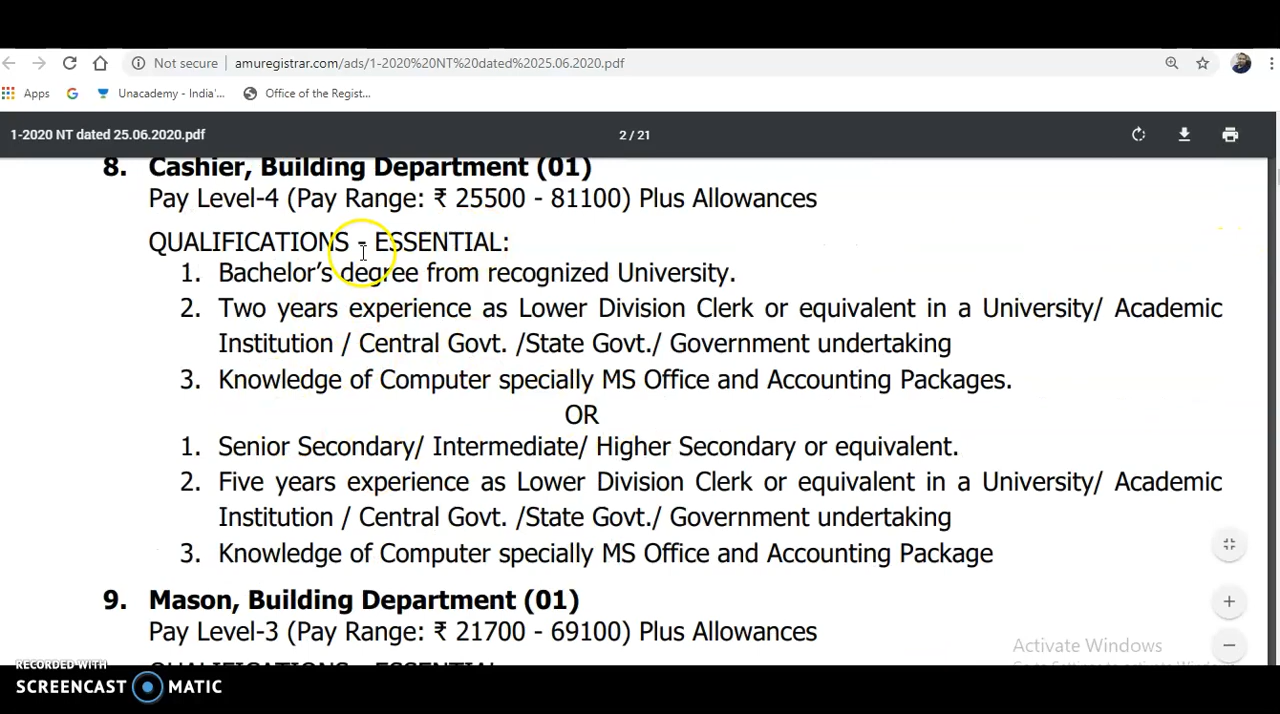 Not secure | amuregistrar.com/ads/1-2020%20NT%20dated%2025.06.2020.pdf
Apps Unacademy - India'... Office of the Regist...
1-2020 NT dated 25.06.2020.pdf 2 / 21
8. Cashier, Building Department (01)
Pay Level-4 (Pay Range: ₹ 25500 - 81100) Plus Allowances
QUALIFICATIONS - ESSENTIAL:
1. Bachelor’s degree from recognized University.
2. Two years experience as Lower Division Clerk or equivalent in a University/ Academic
Institution / Central Govt. /State Govt./ Government undertaking
3. Knowledge of Computer specially MS Office and Accounting Packages.
OR
1. Senior Secondary/ Intermediate/ Higher Secondary or equivalent.
2. Five years experience as Lower Division Clerk or equivalent in a University/ Academic
Institution / Central Govt. /State Govt./ Government undertaking
3. Knowledge of Computer specially MS Office and Accounting Package
9. Mason, Building Department (01)
Pay Level-3 (Pay Range: ₹ 21700 - 69100) Plus Allowances
Activate Windows
QUALIFICATIONS - ESSENTIAL
RECORDED WITH
SCREENCAST MATIC